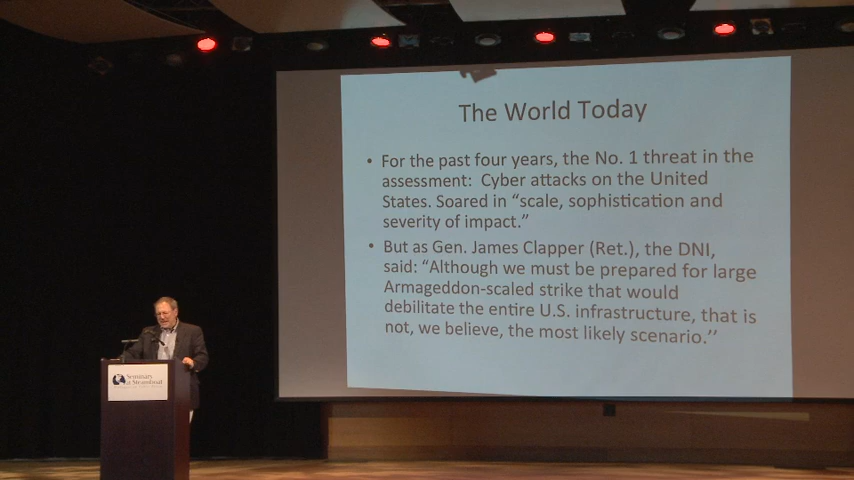 The World Today
• For the past four years, the No. 1 threat in the
assessment: Cyber attacks on the United
States. Soared in “scale, sophistication and
severity of impact.”
• But as Gen. James Clapper (Ret.), the DNI,
said: “Although we must be prepared for large
Armageddon-scaled strike that would
debilitate the entire U.S. infrastructure, that is
not, we believe, the most likely scenario.’’
Seminars
at Steamboat